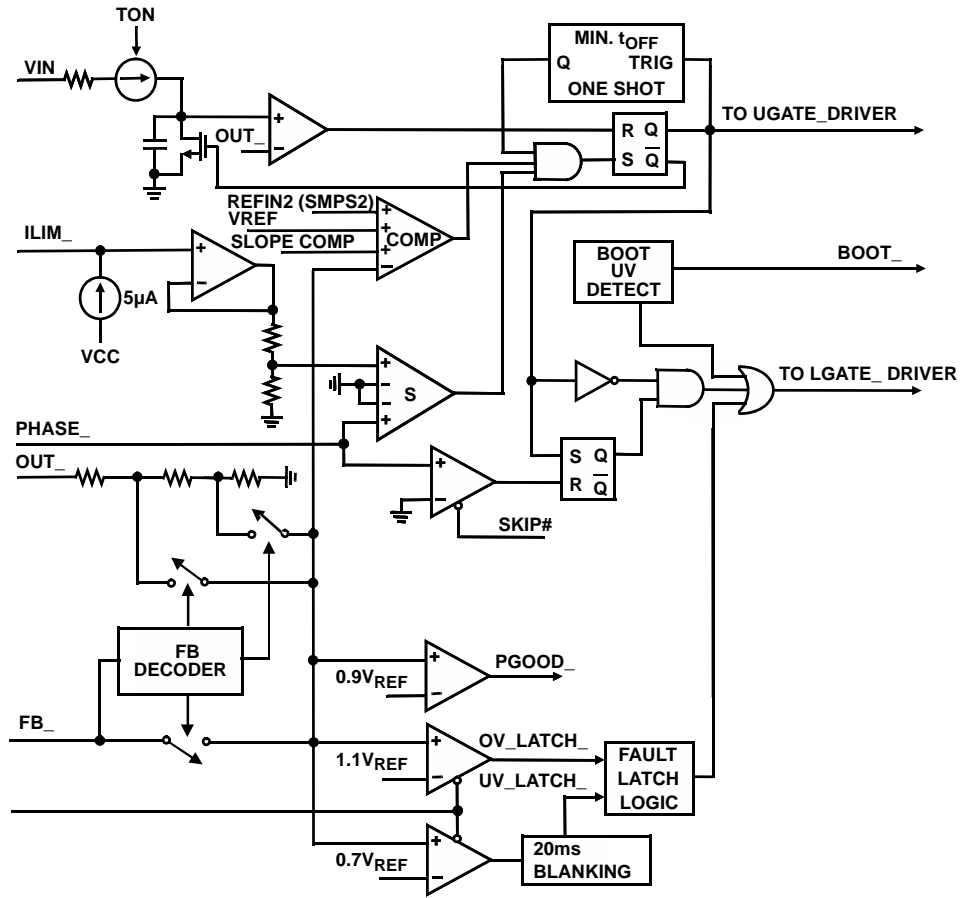 TON
VIN
MIN. tOFF
Q TRIG
ONE SHOT
TO UGATE_DRIVER
+
OUT_
−
R Q
S Q
REFIN2 (SMPS2)
+
VREF
+
SLOPE COMP
+
COMP
−
ILIM_
+
−
5µA
VCC
BOOT
UV
DETECT
BOOT_
+
−
−
S
+
TO LGATE_ DRIVER
PHASE_
OUT_
+
−
S Q
R Q
SKIP#
FB
DECODER
+
0.9VREF
−
PGOOD_
FB_
+
1.1VREF
−
OV_LATCH_
UV_LATCH_
FAULT
LATCH
LOGIC
+
0.7VREF
−
20ms
BLANKING